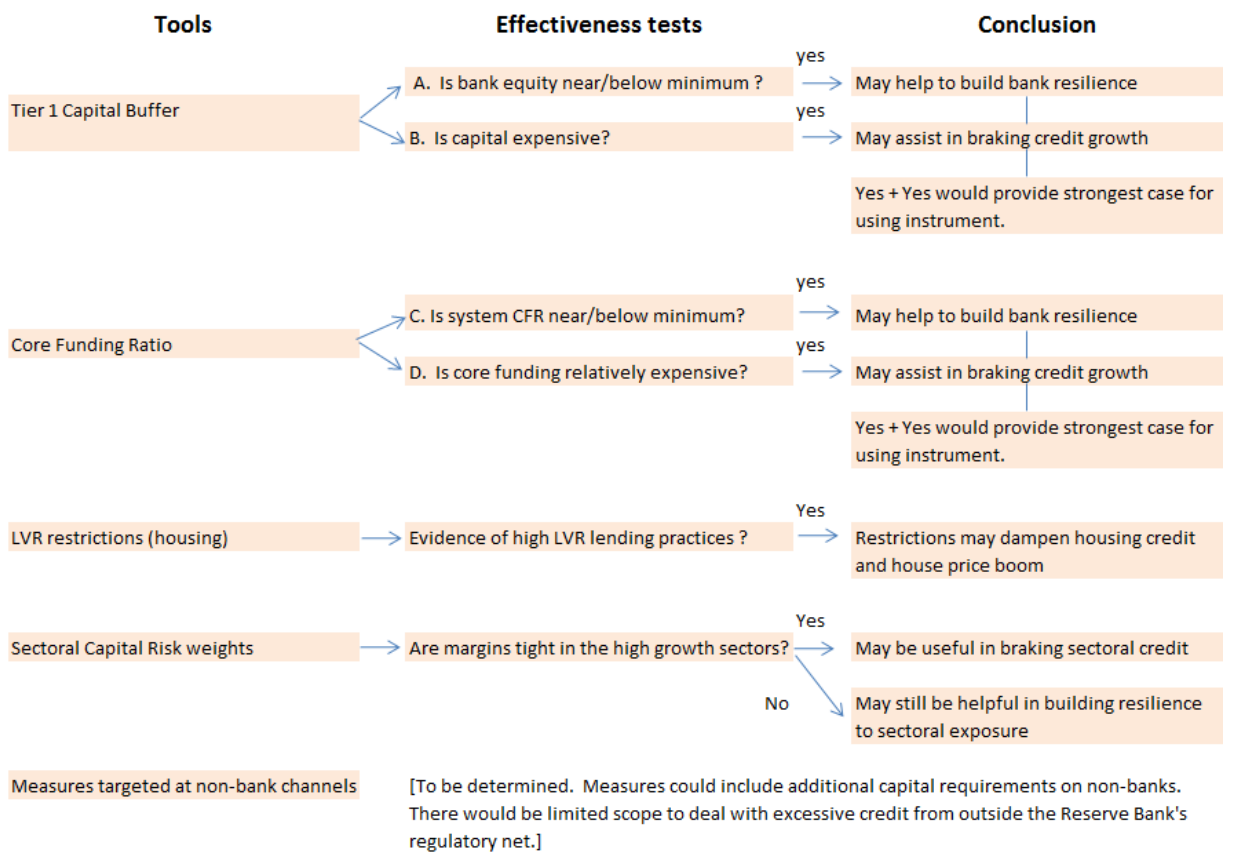 Tools
Effectiveness tests
Conclusion
yes
Tier 1 Capital Buffer
A. Is bank equity near/below minimum ?
May help to build bank resilience
yes
B. Is capital expensive?
May assist in braking credit growth
Yes + Yes would provide strongest case for
using instrument.
yes
Core Funding Ratio
C. Is system CFR near/below minimum?
May help to build bank resilience
yes
D. Is core funding relatively expensive?
May assist in braking credit growth
Yes + Yes would provide strongest case for
using instrument.
Yes
LVR restrictions (housing)
Evidence of high LVR lending practices ?
Restrictions may dampen housing credit
and house price boom
Yes
Sectoral Capital Risk weights
Are margins tight in the high growth sectors?
May be useful in braking sectoral credit
No
May still be helpful in building resilience
to sectoral exposure
Measures targeted at non-bank channels
[To be determined. Measures could include additional capital requirements on non-banks.
There would be limited scope to deal with excessive credit from outside the Reserve Bank's
regulatory net.]